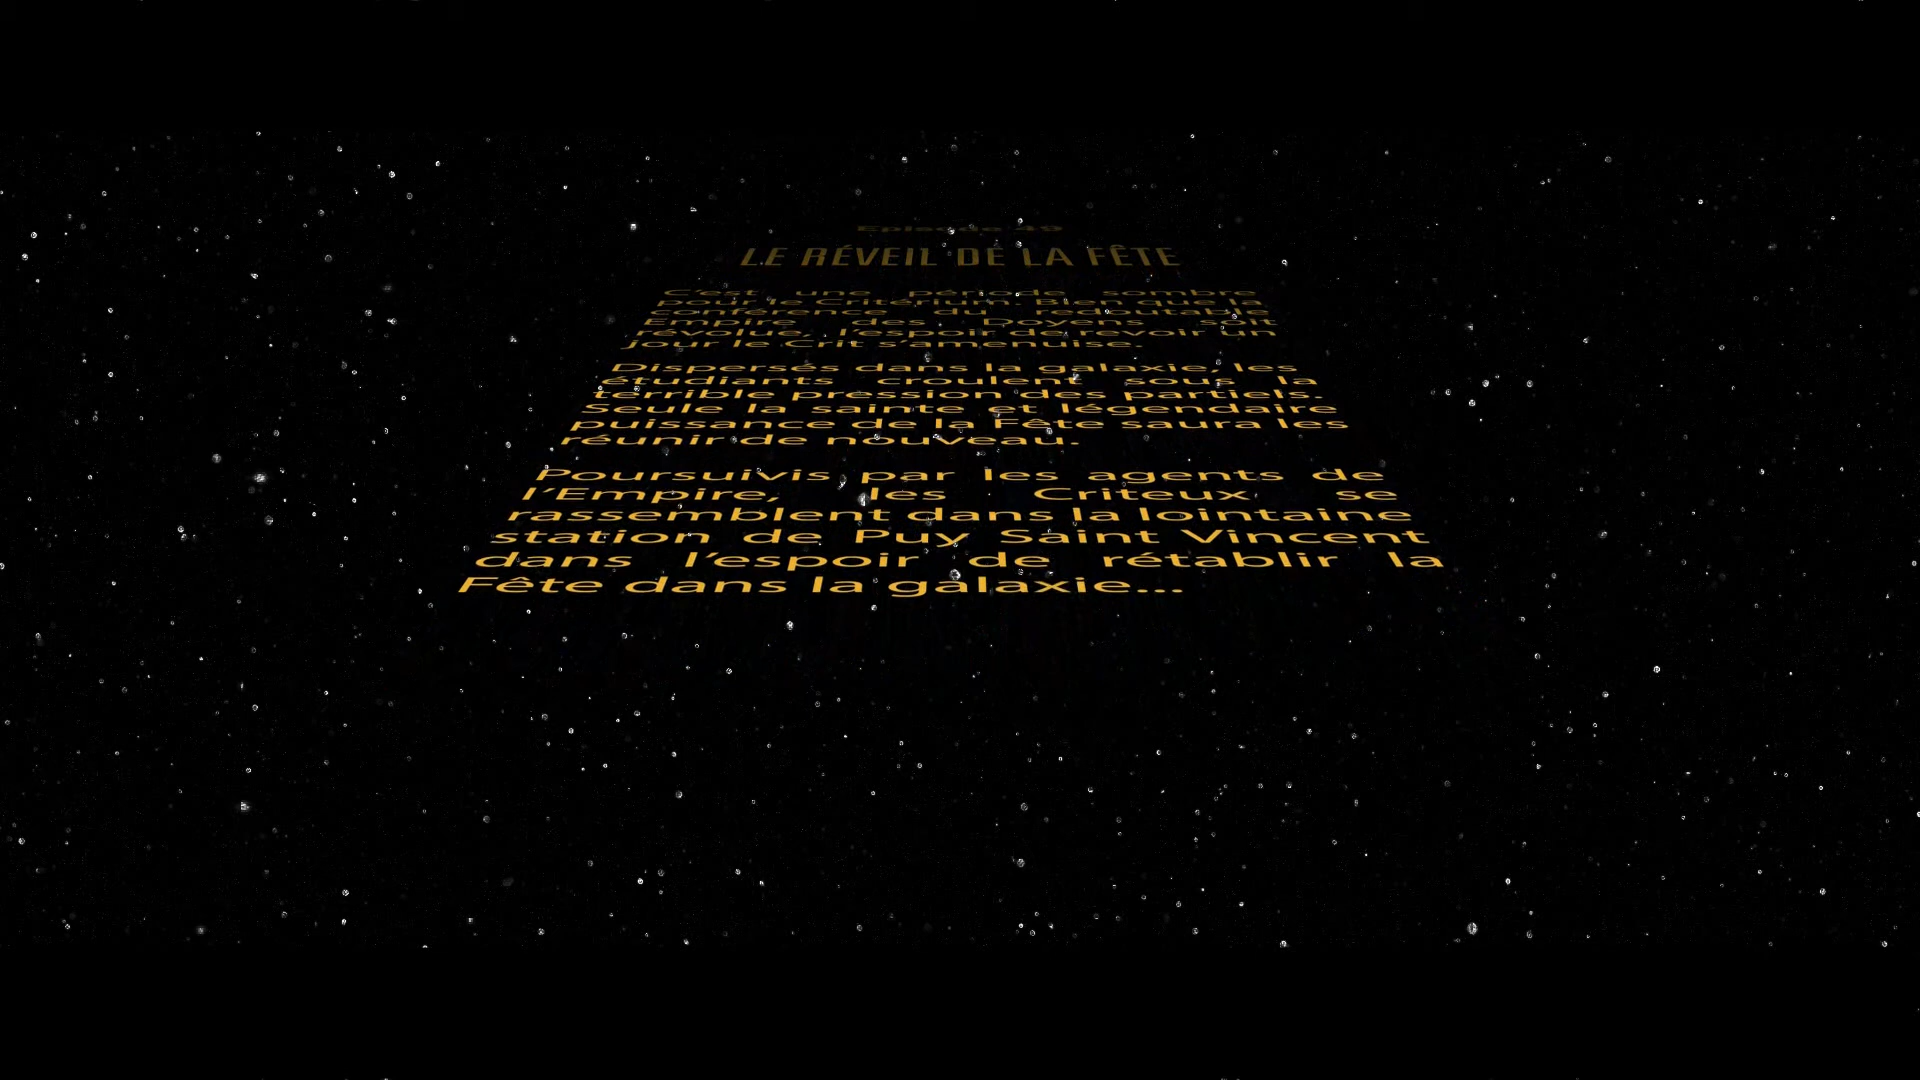 Episode 49
LE RÉVEIL DE LA FÊTE
C'est une période sombre
pour le Critérium. Bien que la
conférence du redoutable
Empire des Doyens soit
révolue, l'espoir de revoir un
jour le Crit s'amenuise.
Dispersés dans la galaxie, les
étudiants croulent sous la
terrible pression des partiels.
Seule la sainte et légendaire
puissance de la Fête saura les
réunir de nouveau.
Poursuivis par les agents de
l'Empire, les Criteux se
rassemblent dans la lointaine
station de Puy Saint Vincent
dans l'espoir de rétablir la
Fête dans la galaxie...